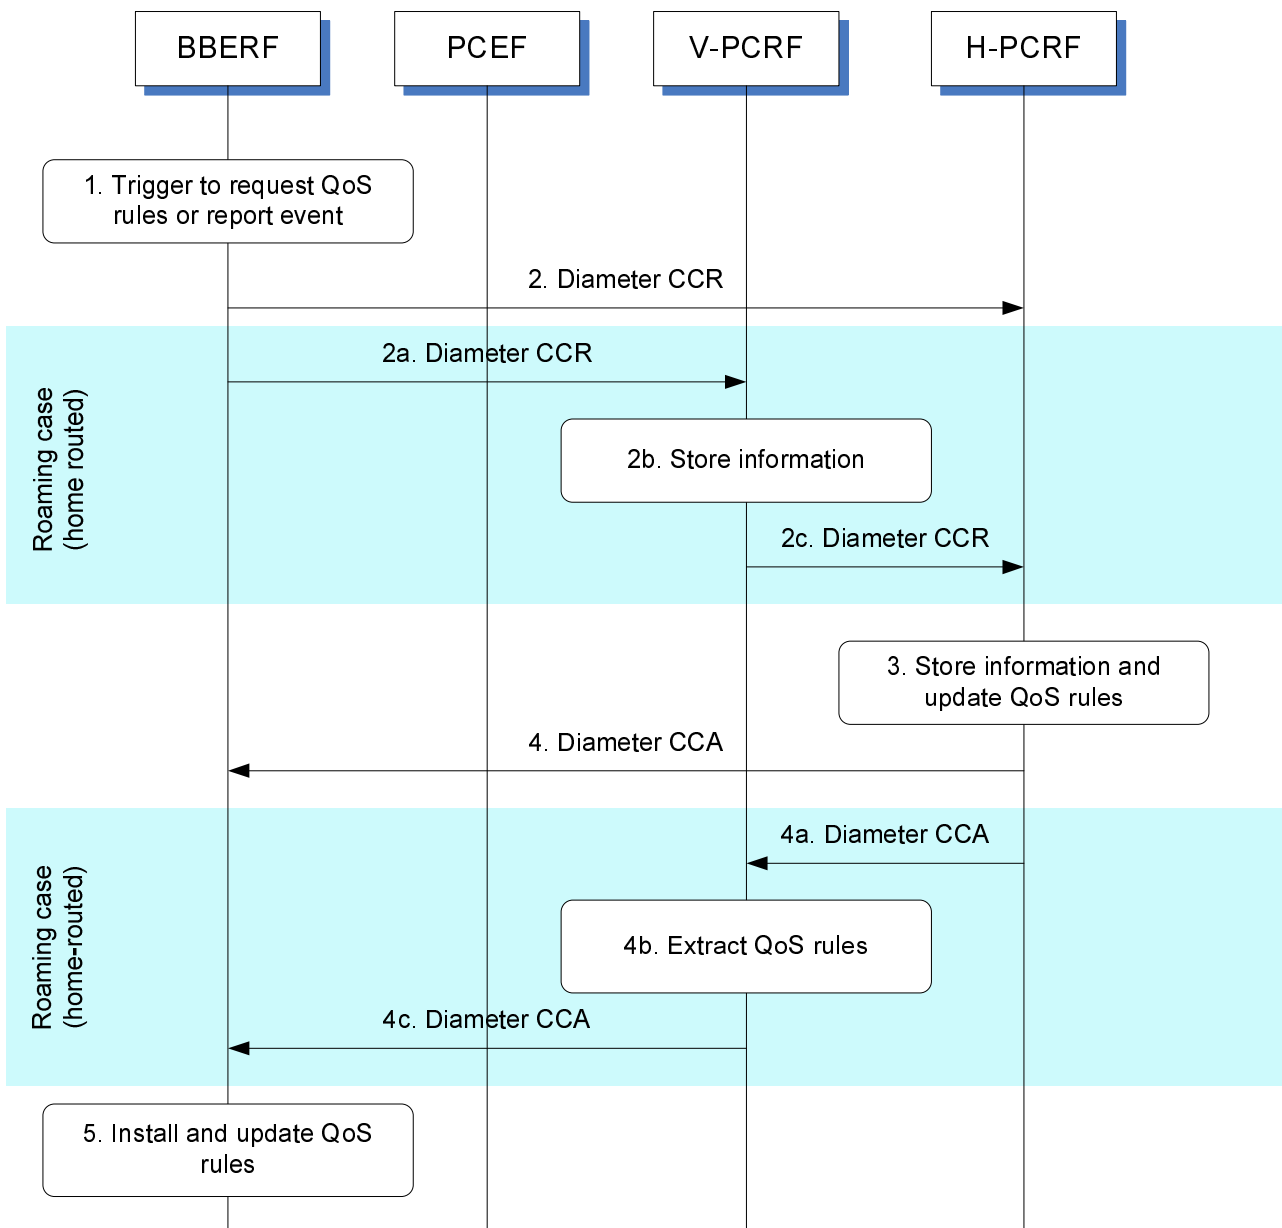 BBERF
PCEF
V-PCRF
H-PCRF
1. Trigger to request QoS
rules or report event
2. Diameter CCR
2a. Diameter CCR
Roaming case
(home routed)
2b. Store information
2c. Diameter CCR
3. Store information and
update QoS rules
4. Diameter CCA
4a. Diameter CCA
Roaming case
(home-routed)
4b. Extract QoS rules
4c. Diameter CCA
5. Install and update QoS
rules